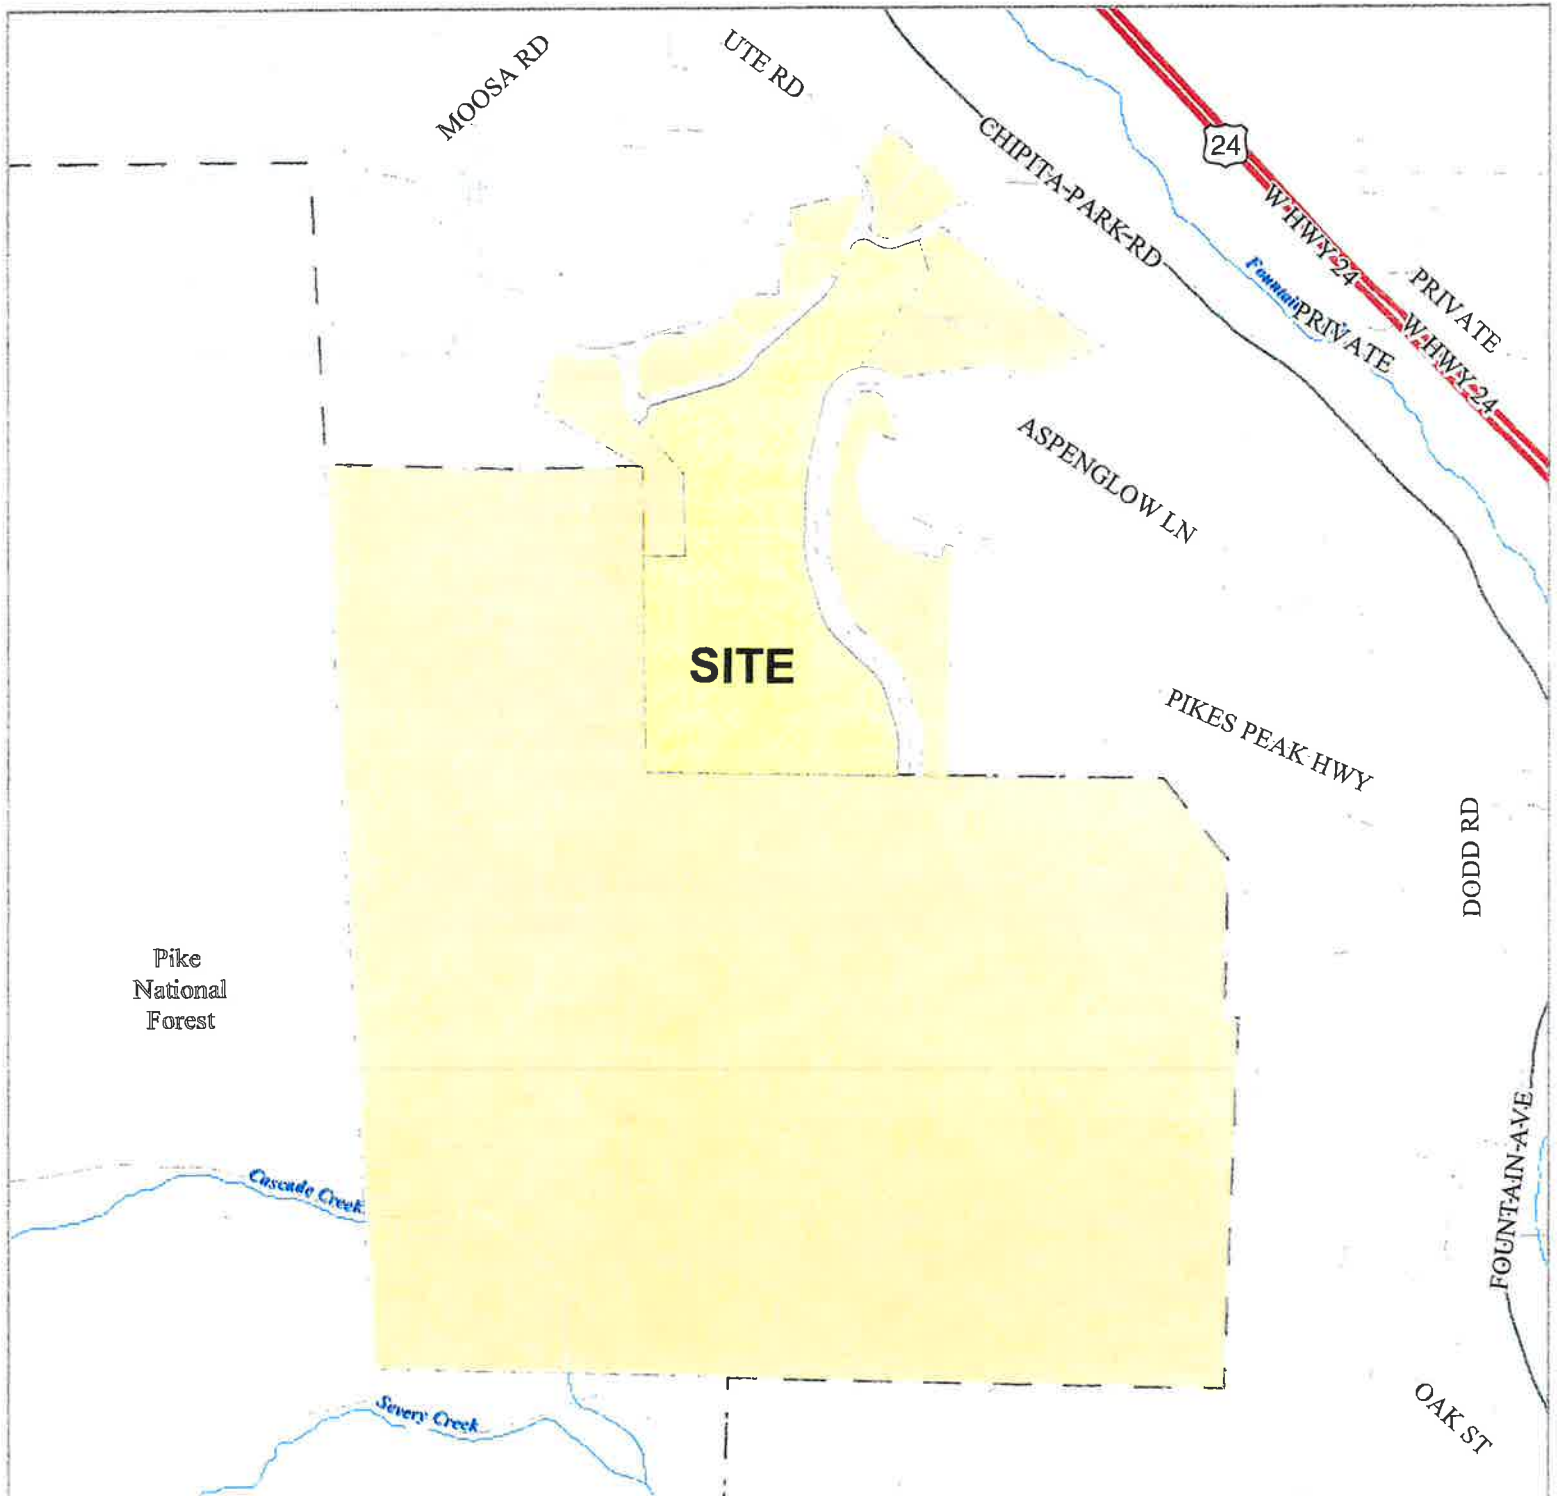 MOOSA RD
UTE RD
24
CHIPITA-PARK-RD
W HWY 24
PRIVATE
Fountain
PRIVATE
W HWY 24
ASPENGLOW LN
SITE
PIKES PEAK HWY
DODD RD
Pike
National
Forest
FOUNTAIN-AVE
Cascade Creek
Severy Creek
OAK ST